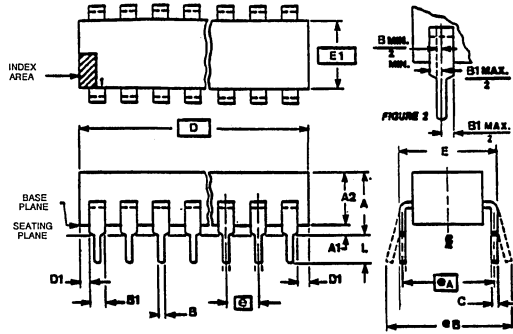 INDEX
AREA
1
E1
B MIN.
2
MIN.
B1 MAX.
2
FIGURE 2
B1 MAX.
2
D
E
BASE
PLANE
SEATING
PLANE
A2
A
A1
L
D1
B1
B
e
D1
eA
C
eB